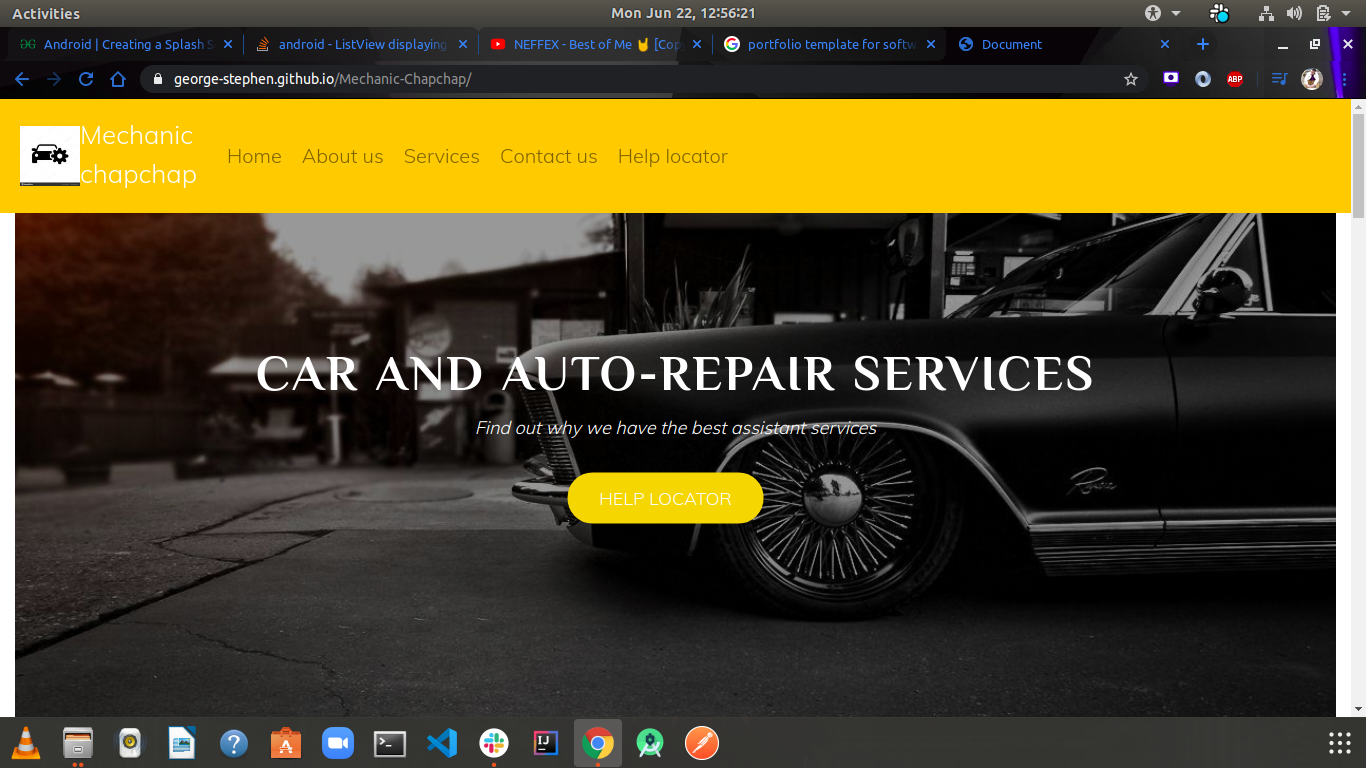 Activities
Mon Jun 22, 12:56:21
Android | Creating a Splash S
android - ListView displaying
NEFFEX - Best of Me 🤘 [Cop
portfolio template for softw
Document
george-stephen.github.io/Mechanic-Chapchap/
ABP
Mechanic
chapchap
Home About us Services Contact us Help locator
CAR AND AUTO-REPAIR SERVICES
Find out why we have the best assistant services
HELP LOCATOR
Riviera
IJ